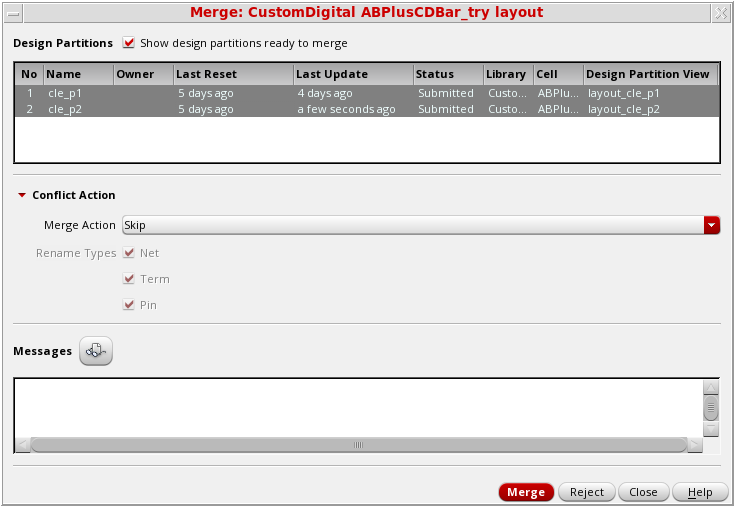 Merge: CustomDigital ABPlusCDBar_try layout
Design Partitions Show design partitions ready to merge
No Name Owner Last Reset Last Update Status Library Cell Design Partition View
1 cle_p1 5 days ago 4 days ago Submitted Custo... ABPlu... layout_cle_p1
2 cle_p2 5 days ago a few seconds ago Submitted Custo... ABPlu... layout_cle_p2
Conflict Action
Merge Action Skip
Rename Types Net
Term
Pin
Messages
Merge Reject Close Help